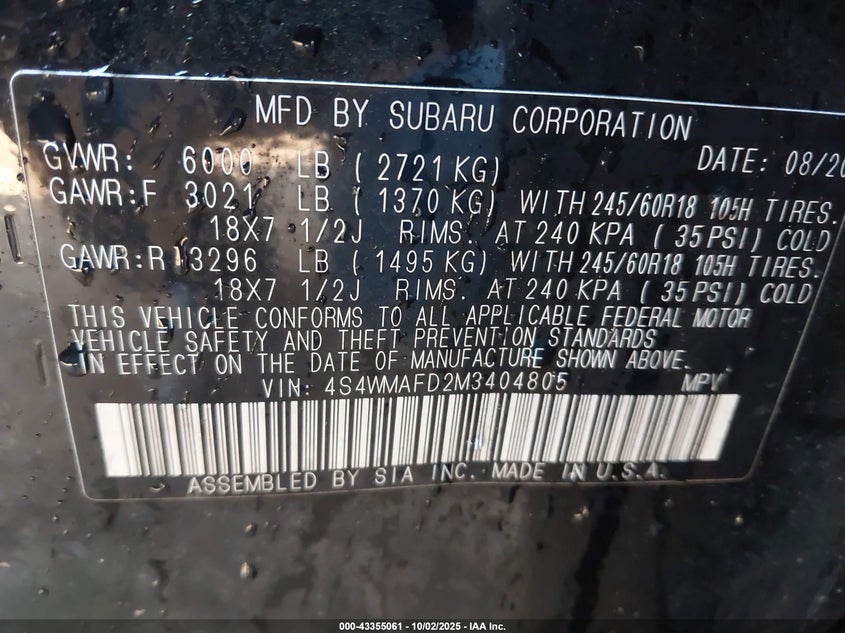 MFD BY SUBARU CORPORATION
GVWR: 6000 LB ( 2721 KG) DATE: 08/20
GAWR:F 3021 LB ( 1370 KG) WITH 245/60R18 105H TIRES.
18X7 1/2J RIMS. AT 240 KPA ( 35 PSI) COLD
GAWR:R 3296 LB ( 1495 KG) WITH 245/60R18 105H TIRES.
18X7 1/2J RIMS. AT 240 KPA ( 35 PSI) COLD
THIS VEHICLE CONFORMS TO ALL APPLICABLE FEDERAL MOTOR
VEHICLE SAFETY AND THEFT PREVENTION STANDARDS
IN EFFECT ON THE DATE OF MANUFACTURE SHOWN ABOVE.
VIN: 4S4WMAFD2M3404805 MPV
ASSEMBLED BY SIA INC. MADE IN U.S.A.
000-43355061 - 10/02/2025 - IAA Inc.